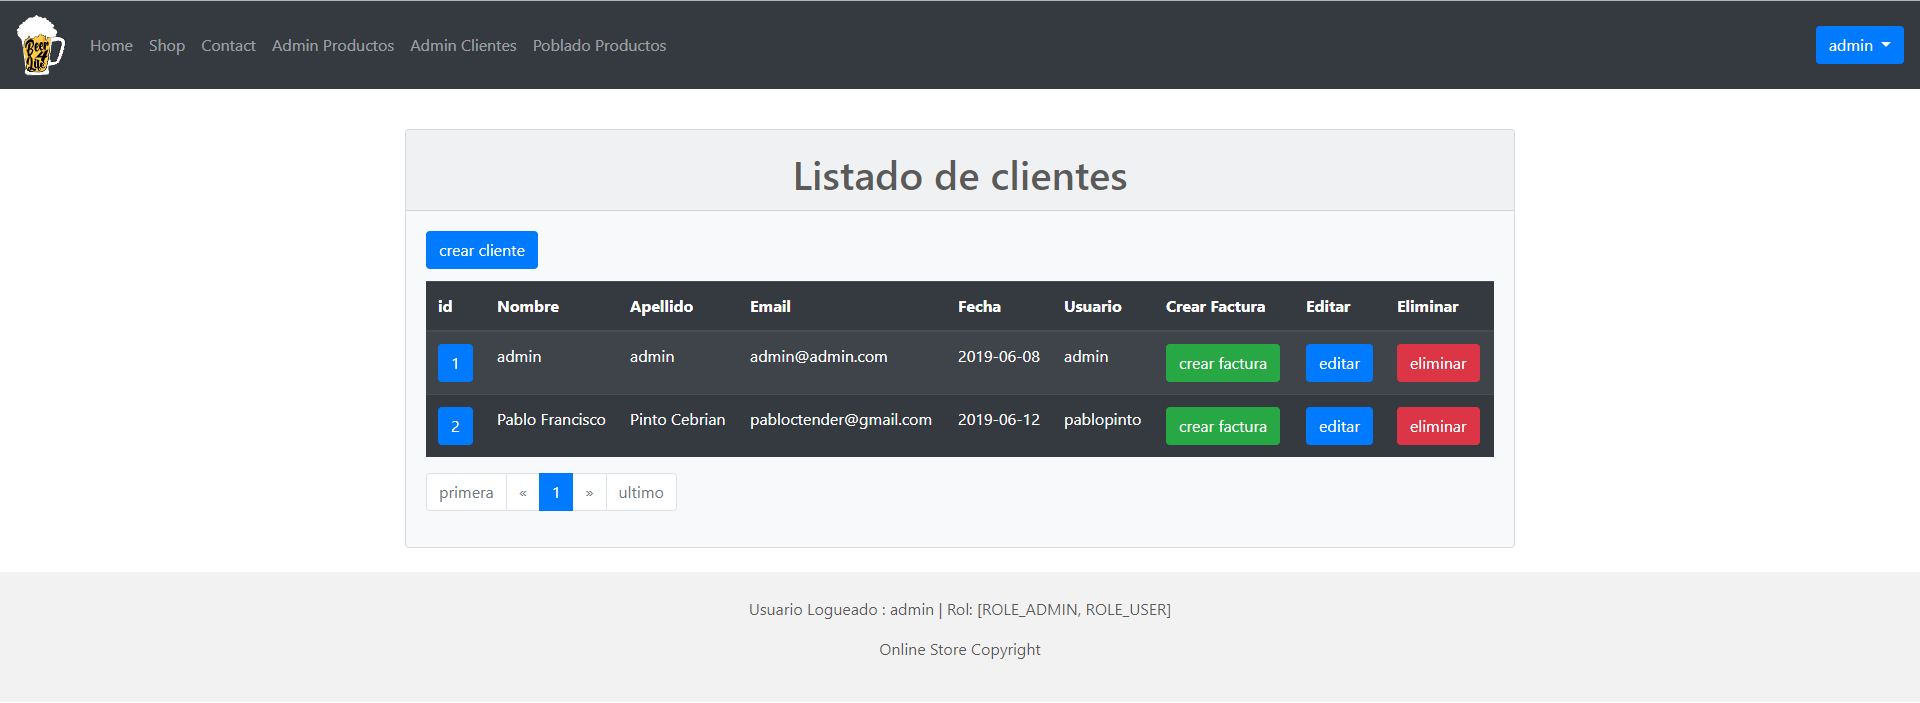 Beer 4 Life Home Shop Contact Admin Productos Admin Clientes Poblado Productos admin
Listado de clientes
crear cliente
id Nombre Apellido Email Fecha Usuario Crear Factura Editar Eliminar
1 admin admin admin@admin.com 2019-06-08 admin crear factura editar eliminar
2 Pablo Francisco Pinto Cebrian pabloctender@gmail.com 2019-06-12 pablopinto crear factura editar eliminar
primera « 1 » ultimo
Usuario Logueado : admin | Rol: [ROLE_ADMIN, ROLE_USER]
Online Store Copyright